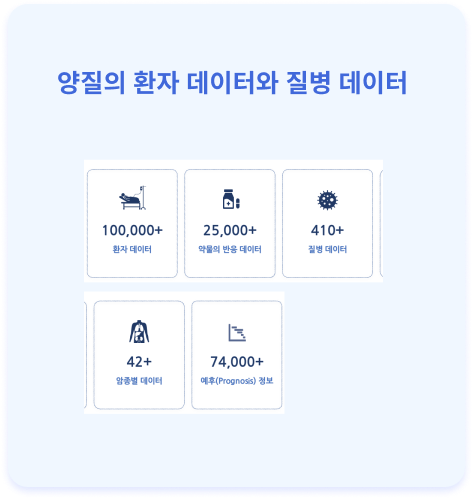 양질의 환자 데이터와 질병 데이터
100,000+
환자 데이터
25,000+
약물의 반응 데이터
410+
질병 데이터
42+
암종별 데이터
74,000+
예후(Prognosis) 정보